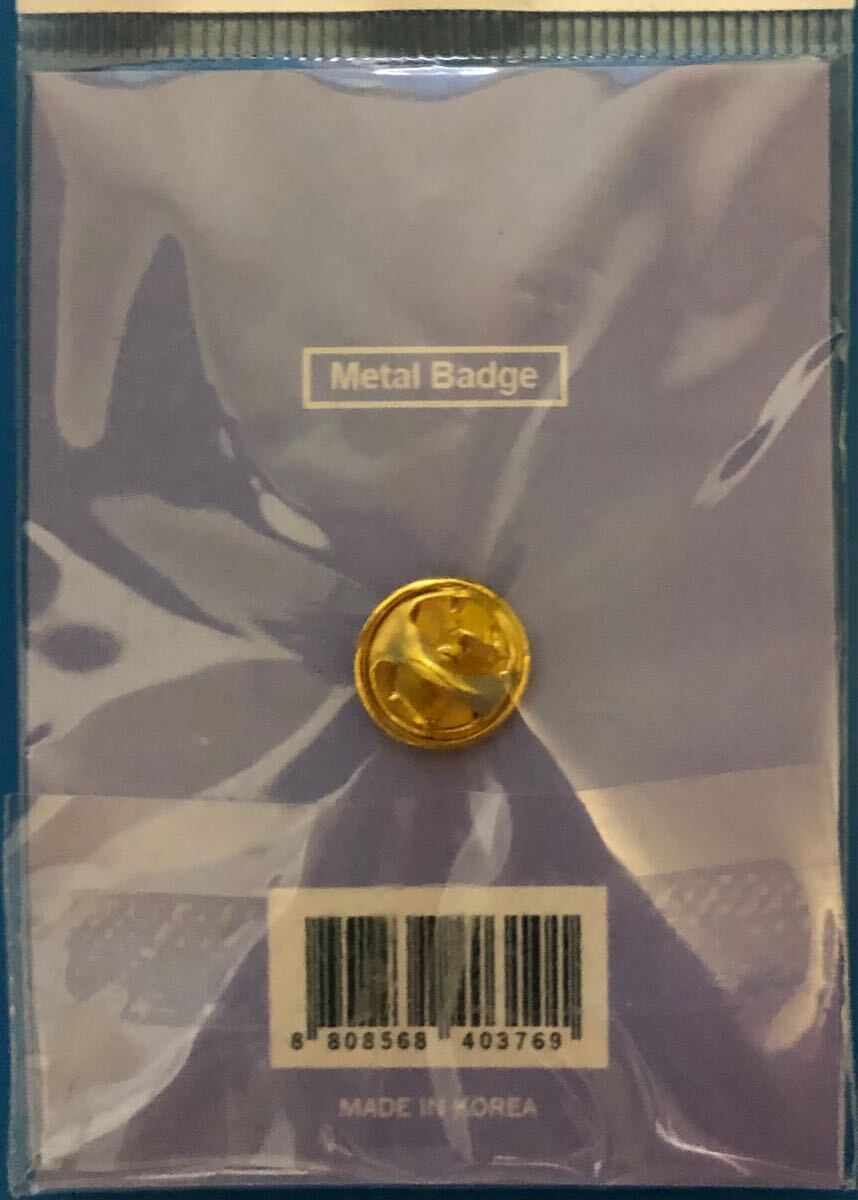 Metal Badge
8 808568 403769
MADE IN KOREA